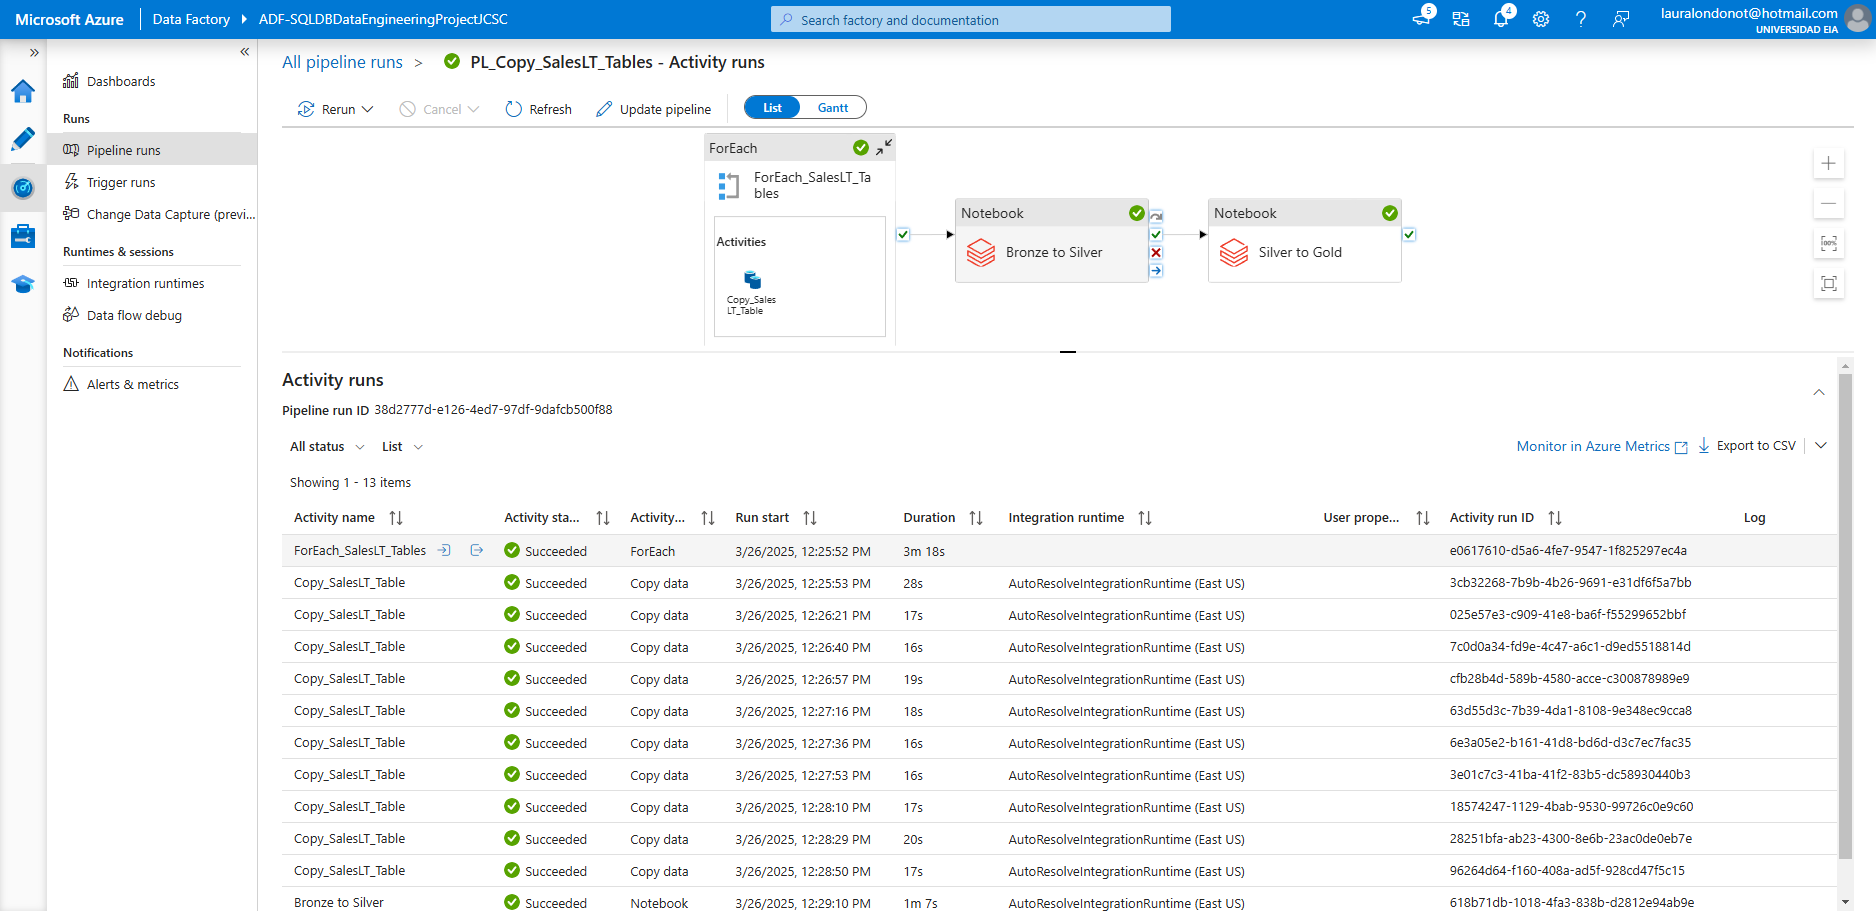 Microsoft Azure
Data Factory
ADF-SQLDBDataEngineeringProjectJCSC
Search factory and documentation
5
4
lauralondonot@hotmail.com
UNIVERSIDAD EIA
Dashboards
Runs
Pipeline runs
Trigger runs
Change Data Capture (previ...
Runtimes & sessions
Integration runtimes
Data flow debug
Notifications
Alerts & metrics
All pipeline runs > PL_Copy_SalesLT_Tables - Activity runs
Rerun
Cancel
Refresh
Update pipeline
List
Gantt
ForEach
ForEach_SalesLT_Ta
bles
Activities
Copy_Sales
LT_Table
Notebook
Bronze to Silver
Notebook
Silver to Gold
100%
Activity runs
Pipeline run ID 38d2777d-e126-4ed7-97df-9dafcb500f88
All status
List
Monitor in Azure Metrics
Export to CSV
Showing 1 - 13 items
Activity name Activity sta... Activity... Run start Duration Integration runtime User prope... Activity run ID Log
ForEach_SalesLT_Tables Succeeded ForEach 3/26/2025, 12:25:52 PM 3m 18s e0617610-d5a6-4fe7-9547-1f825297ec4a
Copy_SalesLT_Table Succeeded Copy data 3/26/2025, 12:25:53 PM 28s AutoResolveIntegrationRuntime (East US) 3cb32268-7b9b-4b26-9691-e31df6f5a7bb
Copy_SalesLT_Table Succeeded Copy data 3/26/2025, 12:26:21 PM 17s AutoResolveIntegrationRuntime (East US) 025e57e3-c909-41e8-ba6f-f55299652bbf
Copy_SalesLT_Table Succeeded Copy data 3/26/2025, 12:26:40 PM 16s AutoResolveIntegrationRuntime (East US) 7c0d0a34-fd9e-4c47-a6c1-d9ed5518814d
Copy_SalesLT_Table Succeeded Copy data 3/26/2025, 12:26:57 PM 19s AutoResolveIntegrationRuntime (East US) cfb28b4d-589b-4580-acce-c300878989e9
Copy_SalesLT_Table Succeeded Copy data 3/26/2025, 12:27:16 PM 18s AutoResolveIntegrationRuntime (East US) 63d55d3c-7b39-4da1-8108-9e348ec9cca8
Copy_SalesLT_Table Succeeded Copy data 3/26/2025, 12:27:36 PM 16s AutoResolveIntegrationRuntime (East US) 6e3a05e2-b161-41d8-bd6d-d3c7ec7fac35
Copy_SalesLT_Table Succeeded Copy data 3/26/2025, 12:27:53 PM 16s AutoResolveIntegrationRuntime (East US) 3e01c7c3-41ba-41f2-83b5-dc58930440b3
Copy_SalesLT_Table Succeeded Copy data 3/26/2025, 12:28:10 PM 17s AutoResolveIntegrationRuntime (East US) 18574247-1129-4bab-9530-99726c0e9c60
Copy_SalesLT_Table Succeeded Copy data 3/26/2025, 12:28:29 PM 20s AutoResolveIntegrationRuntime (East US) 28251bfa-ab23-4300-8e6b-23ac0de0eb7e
Copy_SalesLT_Table Succeeded Copy data 3/26/2025, 12:28:50 PM 17s AutoResolveIntegrationRuntime (East US) 96264d64-f160-408a-ad5f-928cd47f5c15
Bronze to Silver Succeeded Notebook 3/26/2025, 12:29:10 PM 1m 7s AutoResolveIntegrationRuntime (East US) 618b71db-1018-4fa3-838b-d2812e94ab9e